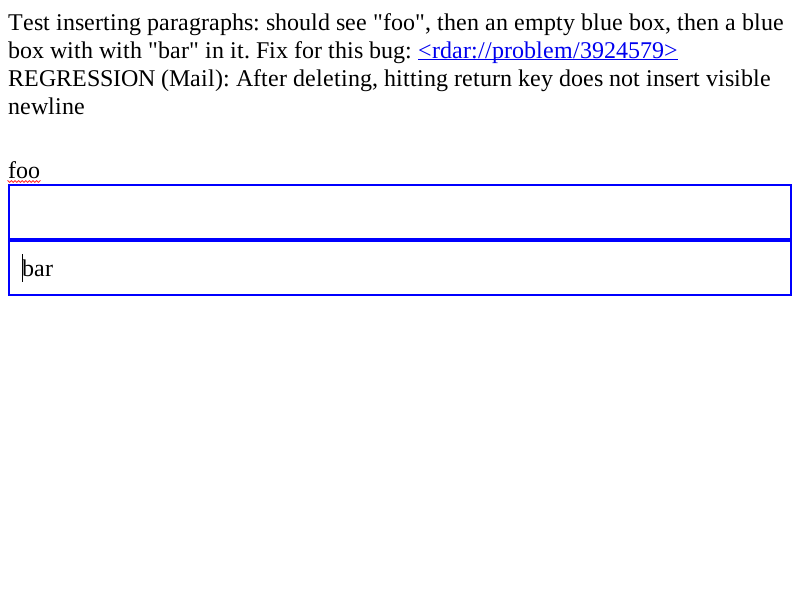 Test inserting paragraphs: should see "foo", then an empty blue box, then a blue
box with with "bar" in it. Fix for this bug: <rdar://problem/3924579>
REGRESSION (Mail): After deleting, hitting return key does not insert visible
newline
foo
bar